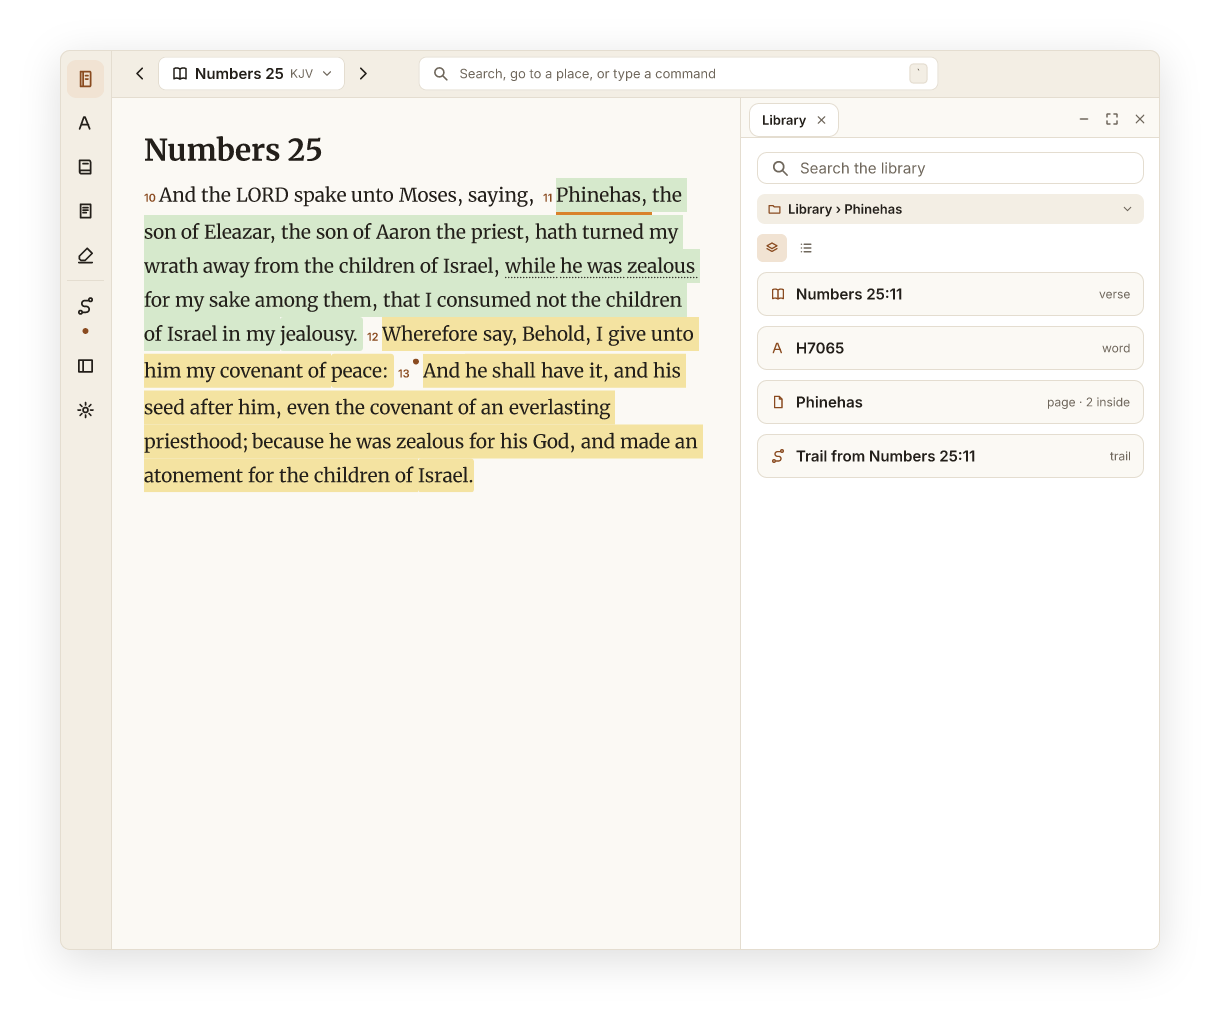 Numbers 25 KJV
Search, go to a place, or type a command `
Numbers 25
10 And the LORD spake unto Moses, saying, 11 Phinehas, the
son of Eleazar, the son of Aaron the priest, hath turned my
wrath away from the children of Israel, while he was zealous
for my sake among them, that I consumed not the children
of Israel in my jealousy. 12 Wherefore say, Behold, I give unto
him my covenant of peace: 13 And he shall have it, and his
seed after him, even the covenant of an everlasting
priesthood; because he was zealous for his God, and made an
atonement for the children of Israel.
Library
Search the library
Library › Phinehas
Numbers 25:11 verse
H7065 word
Phinehas page · 2 inside
Trail from Numbers 25:11 trail